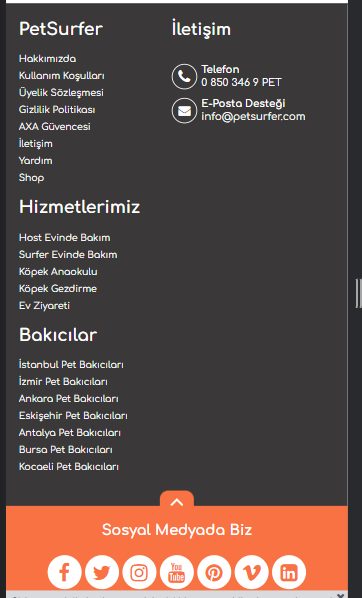 PetSurfer
Hakkımızda
Kullanım Koşulları
Üyelik Sözleşmesi
Gizlilik Politikası
AXA Güvencesi
İletişim
Yardım
Shop
Hizmetlerimiz
Host Evinde Bakım
Surfer Evinde Bakım
Köpek Anaokulu
Köpek Gezdirme
Ev Ziyareti
Bakıcılar
İstanbul Pet Bakıcıları
İzmir Pet Bakıcıları
Ankara Pet Bakıcıları
Eskişehir Pet Bakıcıları
Antalya Pet Bakıcıları
Bursa Pet Bakıcıları
Kocaeli Pet Bakıcıları
İletişim
Telefon
0 850 346 9 PET
E-Posta Desteği
info@petsurfer.com
Sosyal Medyada Biz
You
Tube